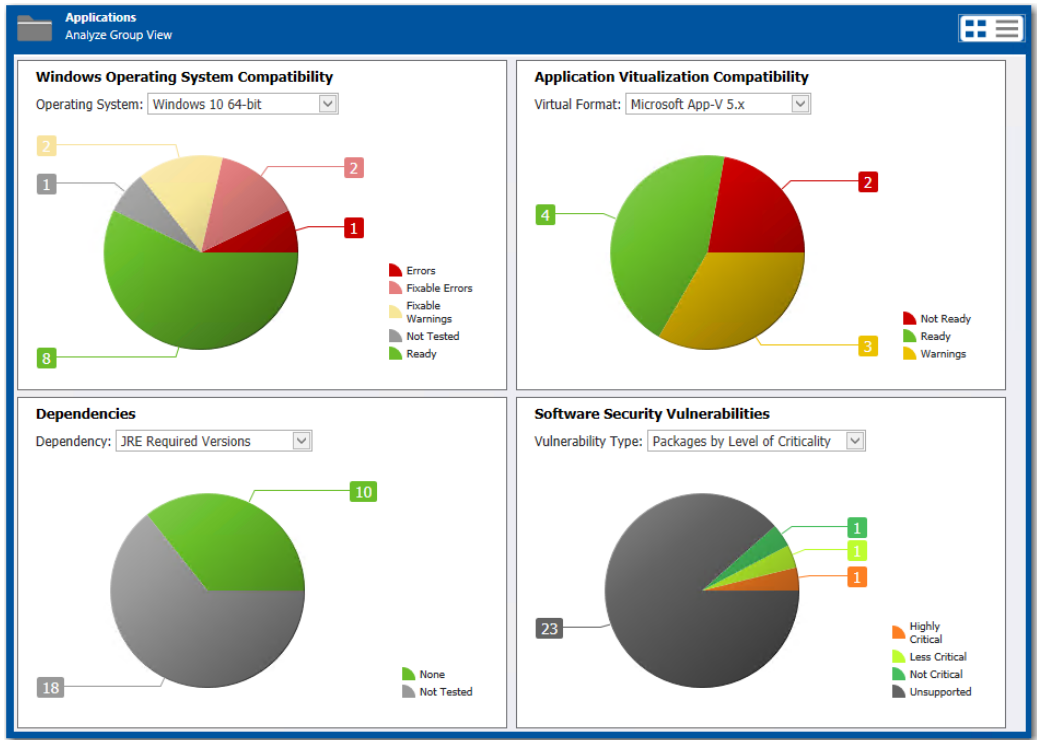 Applications
Analyze Group View
Windows Operating System Compatibility
Operating System: Windows 10 64-bit
2
1
2
1
8
Errors
Fixable Errors
Fixable
Warnings
Not Tested
Ready
Application Vitualization Compatibility
Virtual Format: Microsoft App-V 5.x
2
4
3
Not Ready
Ready
Warnings
Dependencies
Dependency: JRE Required Versions
10
18
None
Not Tested
Software Security Vulnerabilities
Vulnerability Type: Packages by Level of Criticality
1
1
1
23
Highly
Critical
Less Critical
Not Critical
Unsupported